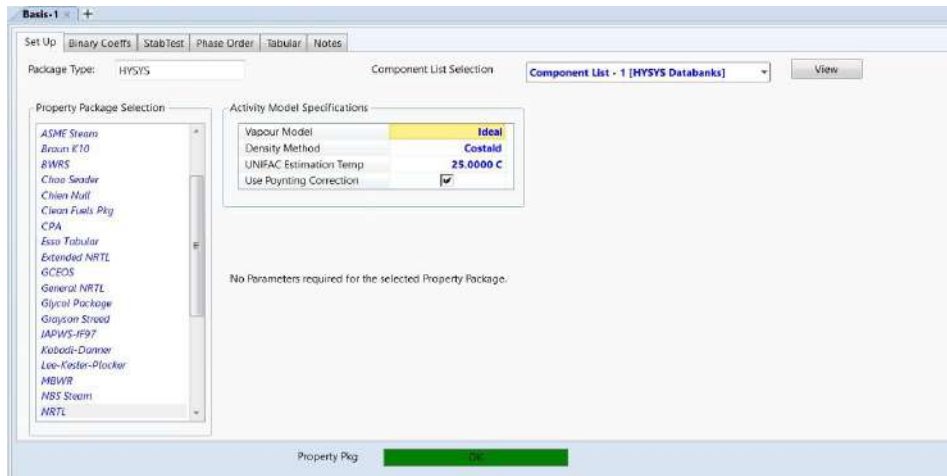 Basis-1 × +
Set Up Binary Coeffs StabTest Phase Order Tabular Notes
Package Type: HYSYS Component List Selection Component List - 1 [HYSYS Databanks] View
Property Package Selection
ASME Steam
Braun K10
BWRS
Chao Seader
Chien Null
Clean Fuels Pkg
CPA
Esso Tabular
Extended NRTL
GCEOS
General NRTL
Glycol Package
Grayson Streed
IAPWS-IF97
Kabadi-Danner
Lee-Kesler-Plocker
MBWR
NBS Steam
NRTL
Activity Model Specifications
Vapour Model Ideal
Density Method Costald
UNIFAC Estimation Temp 25.0000 C
Use Poynting Correction
No Parameters required for the selected Property Package.
Property Pkg OK